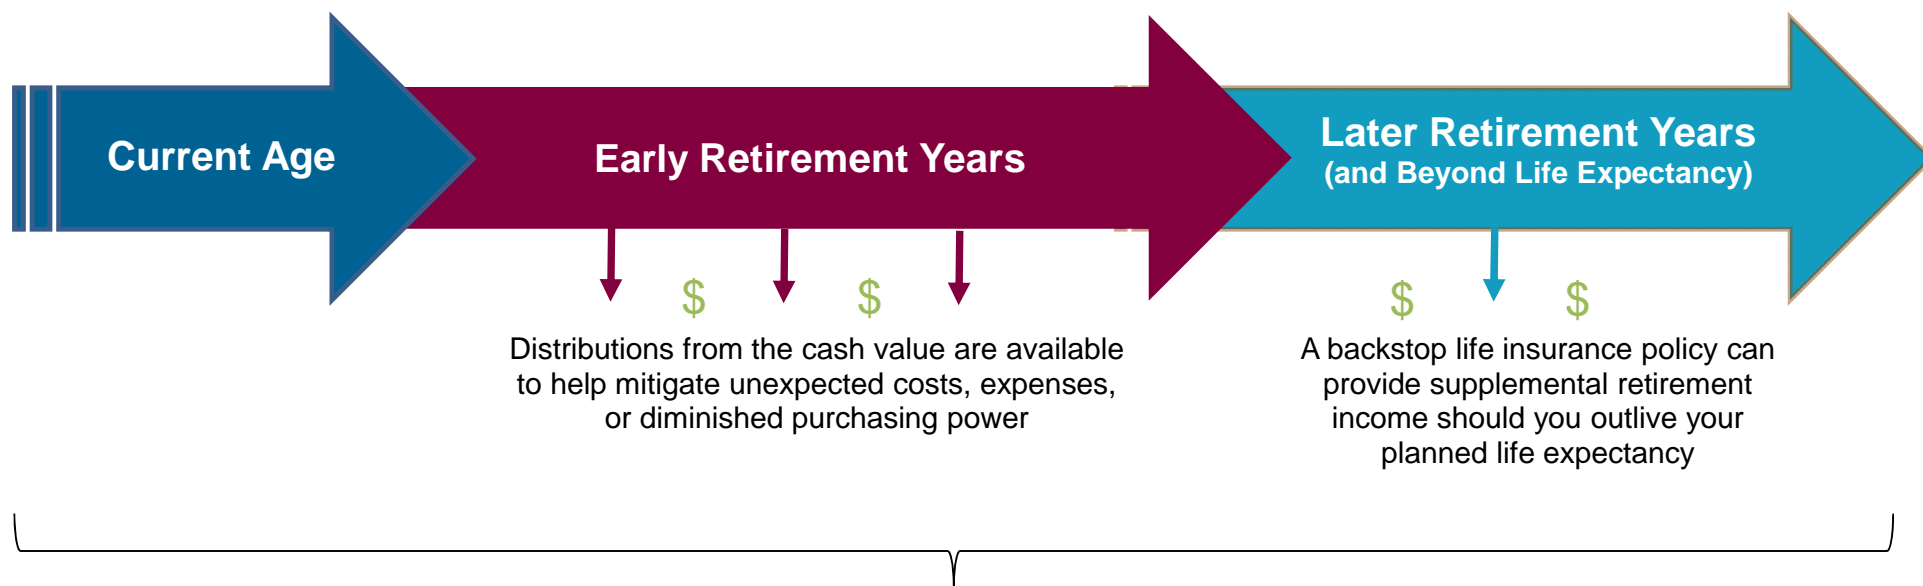 Current Age
Early Retirement Years
Later Retirement Years
(and Beyond Life Expectancy)
$ $
$ $
Distributions from the cash value are available
to help mitigate unexpected costs, expenses,
or diminished purchasing power
A backstop life insurance policy can
provide supplemental retirement
income should you outlive your
planned life expectancy